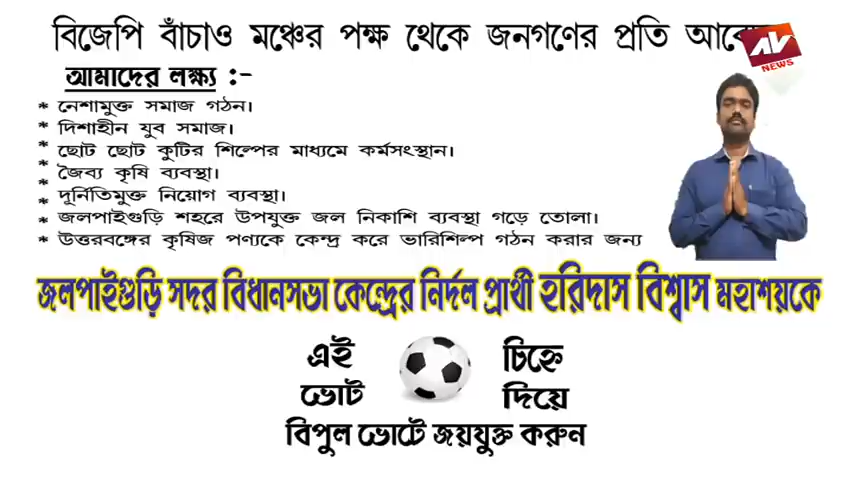 বিজেপি বাঁচাও মঞ্চের পক্ষ থেকে জনগণের প্রতি
AV
NEWS
আমাদের লক্ষ্য :-
* নেশামুক্ত সমাজ গঠন।
* দিশাহীন যুব সমাজ।
* ছোট ছোট কুটির শিল্পের মাধ্যমে কর্মসংস্থান।
* জৈব্য কৃষি ব্যবস্থা।
* দূর্নিতিমুক্ত নিয়োগ ব্যবস্থা।
* জলপাইগুড়ি শহরে উপযুক্ত জল নিকাশি ব্যবস্থা গড়ে তোলা।
* উত্তরবঙ্গের কৃষিজ পণ্যকে কেন্দ্র করে ভারিশিল্প গঠন করার জন্য
জলপাইগুড়ি সদর বিধানসভা কেন্দ্রের নির্দল প্রার্থী হরিদাস বিশ্বাস মহাশয়কে
এই চিহ্নে
ভোট দিয়ে
বিপুল ভোটে জয়যুক্ত করুন